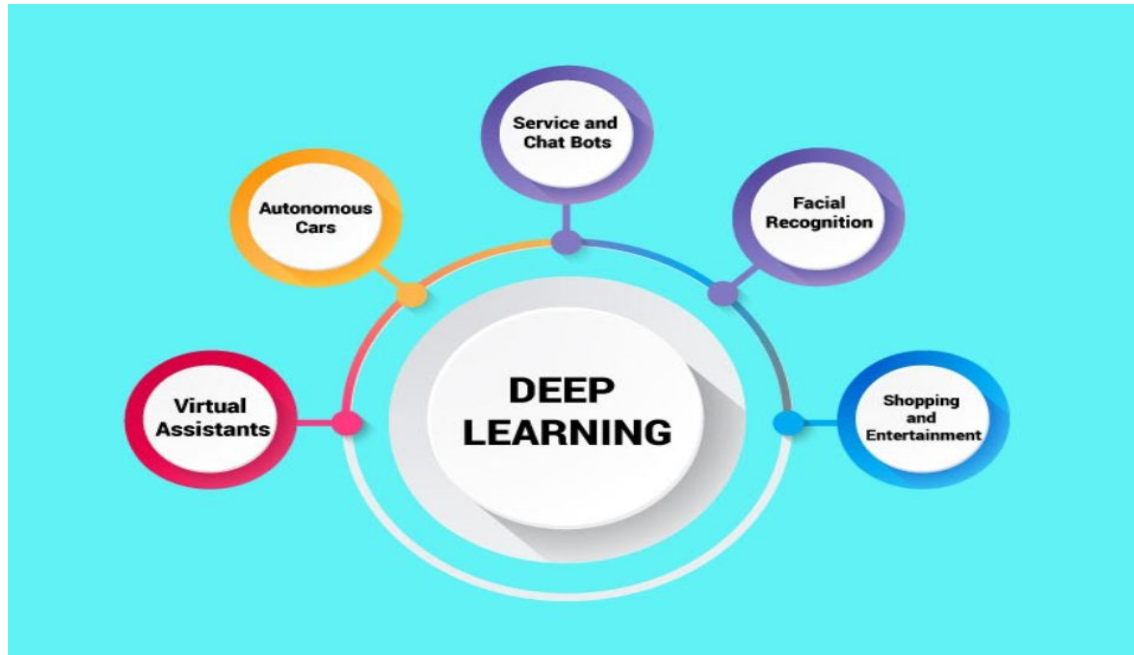 Service and
Chat Bots
Autonomous
Cars
Facial
Recognition
Virtual
Assistants
DEEP
LEARNING
Shopping
and
Entertainment